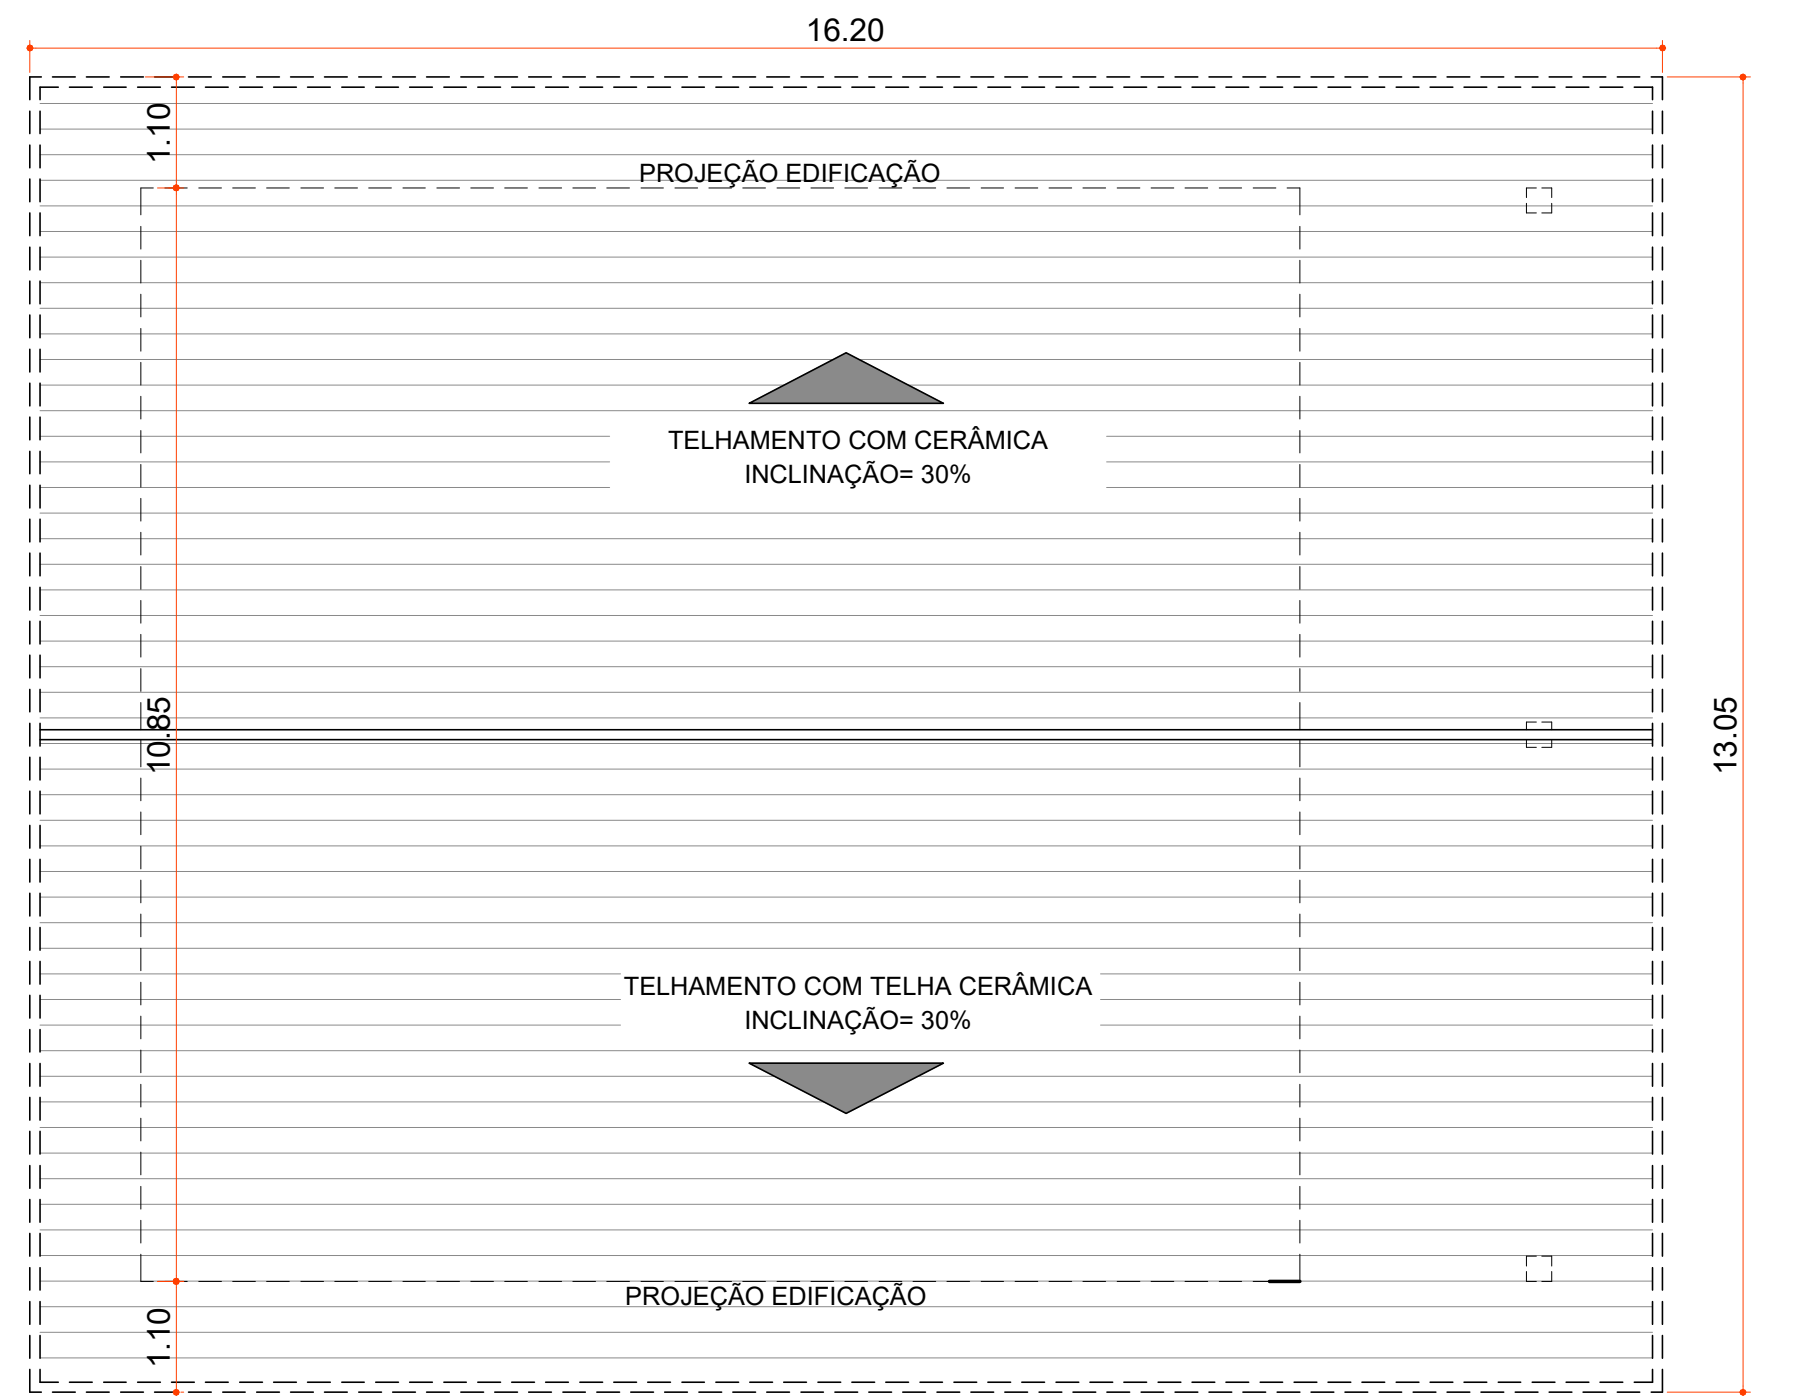 16.20
1.10
PROJEÇÃO EDIFICAÇÃO
TELHAMENTO COM CERÂMICA
INCLINAÇÃO= 30%
10.85
13.05
TELHAMENTO COM TELHA CERÂMICA
INCLINAÇÃO= 30%
PROJEÇÃO EDIFICAÇÃO
1.10